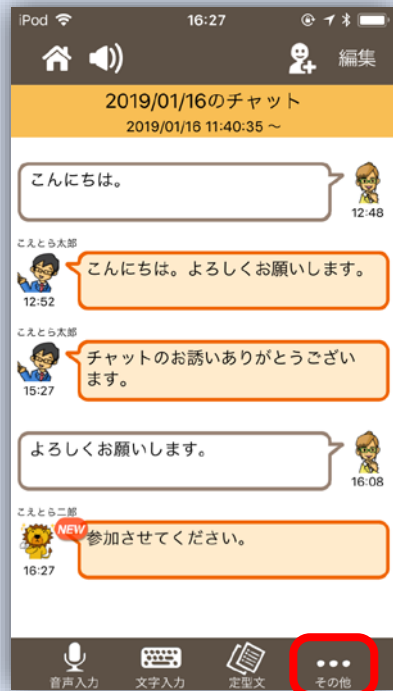 iPod 16:27
編集
2019/01/16のチャット
2019/01/16 11:40:35 ~
こんにちは。
12:48
こえとら太郎
こんにちは。よろしくお願いします。
12:52
こえとら太郎
チャットのお誘いありがとうござい
ます。
15:27
よろしくお願いします。
16:08
こえとら二郎
NEW
参加させてください。
16:27
音声入力 文字入力 定型文 その他